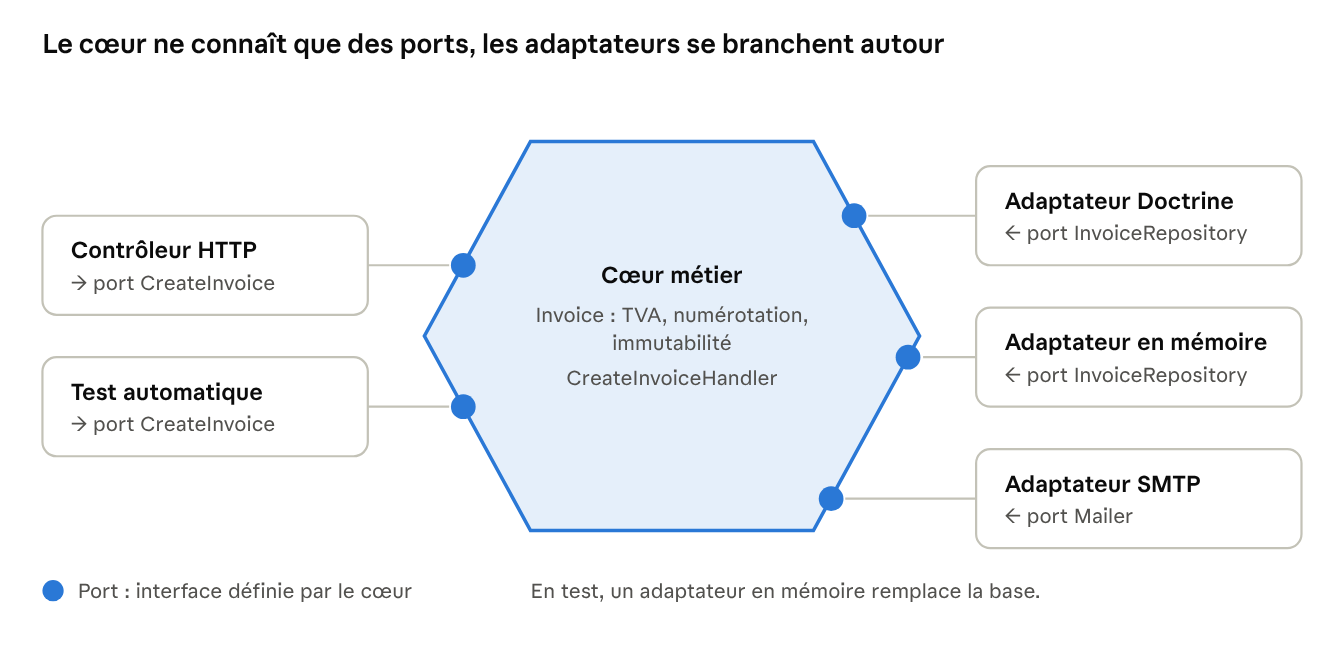 Le cœur ne connaît que des ports, les adaptateurs se branchent autour
Contrôleur HTTP
→ port CreateInvoice
Test automatique
→ port CreateInvoice
Cœur métier
Invoice : TVA, numérotation,
immutabilité
CreateInvoiceHandler
Adaptateur Doctrine
← port InvoiceRepository
Adaptateur en mémoire
← port InvoiceRepository
Adaptateur SMTP
← port Mailer
Port : interface définie par le cœur
En test, un adaptateur en mémoire remplace la base.